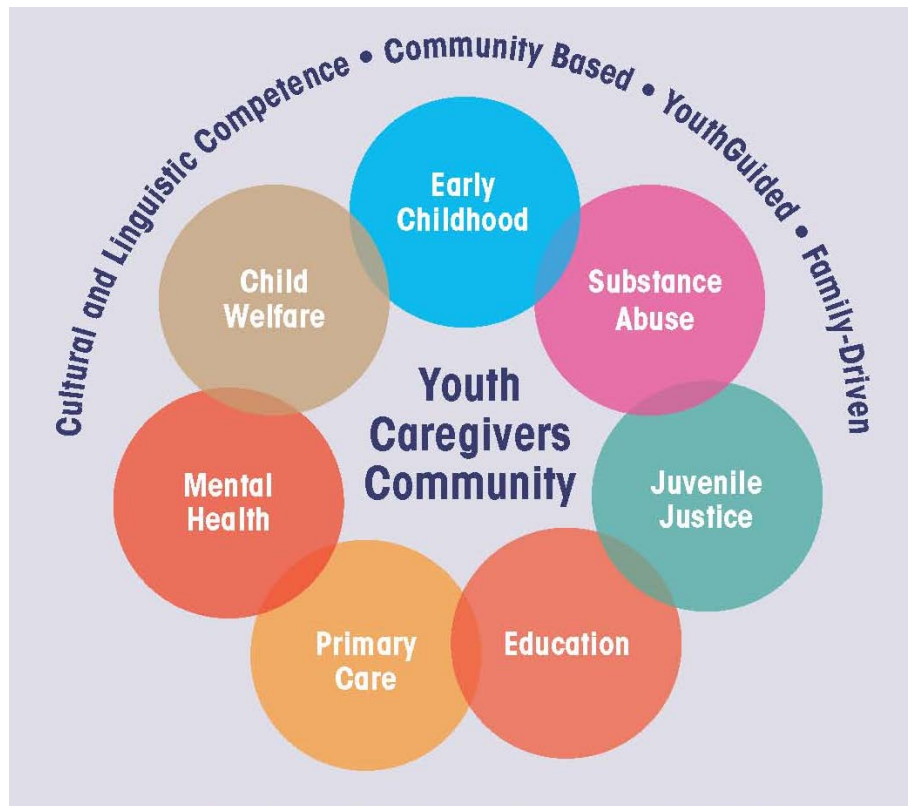 Cultural and Linguistic Competence • Community Based • YouthGuided • Family-Driven
Early
Childhood
Child
Welfare
Substance
Abuse
Youth
Caregivers
Community
Mental
Health
Juvenile
Justice
Primary
Care
Education